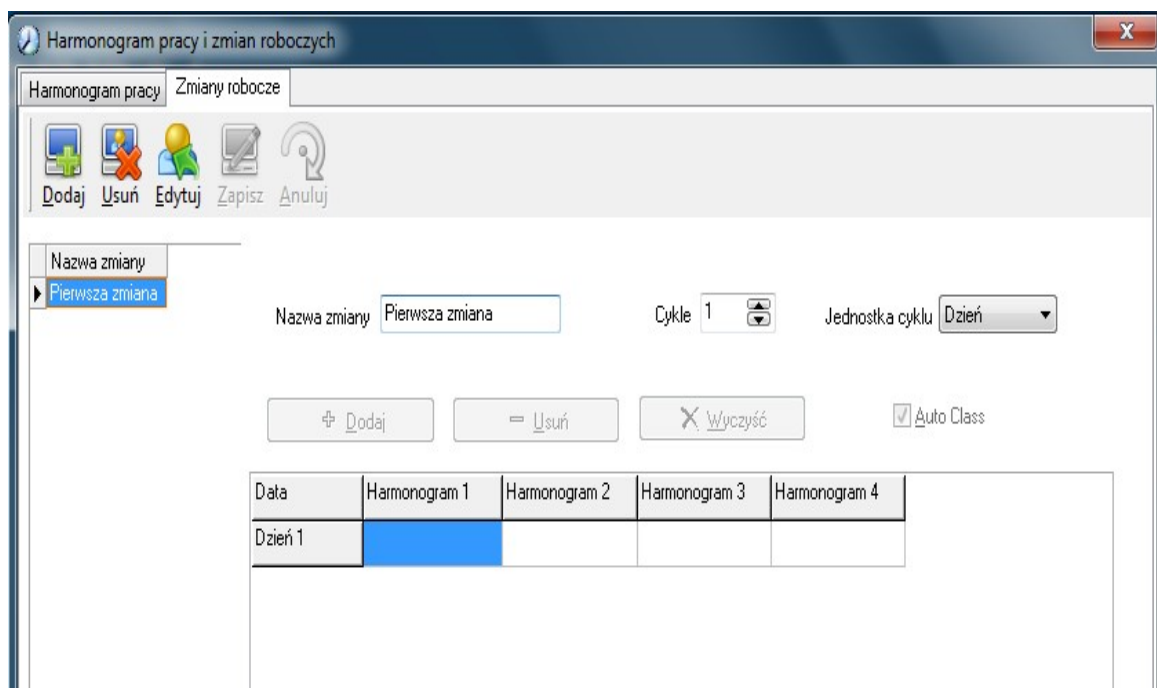 Harmonogram pracy i zmian roboczych
Harmonogram pracy Zmiany robocze
Dodaj Usuń Edytuj Zapisz Anuluj
Nazwa zmiany
Pierwsza zmiana
Nazwa zmiany Pierwsza zmiana Cykle 1 Jednostka cyklu Dzień
Dodaj Usuń Wyczyść Auto Class
Data Harmonogram 1 Harmonogram 2 Harmonogram 3 Harmonogram 4
Dzień 1